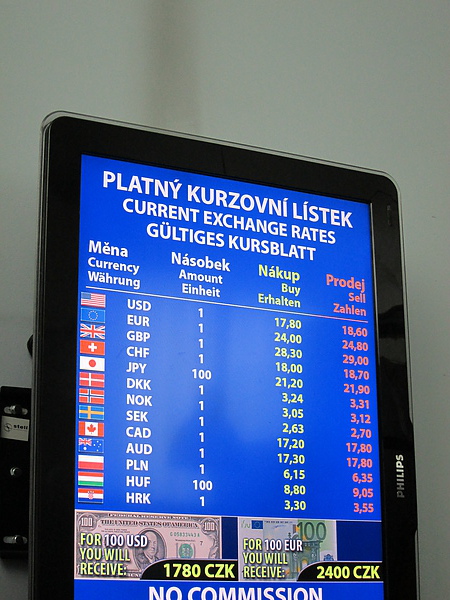 PLATNÝ KURZOVNÍ LÍSTEK
CURRENT EXCHANGE RATES
GÜLTIGES KURSBLATT
Měna Násobek Nákup Prodej
Currency Amount Buy Sell
Währung Einheit Erhalten Zahlen
USD 1 17,80 18,60
EUR 1 24,00 24,80
GBP 1 28,30 29,00
CHF 1 18,00 18,70
JPY 100 21,20 21,90
DKK 1 3,24 3,31
NOK 1 3,05 3,12
SEK 1 2,63 2,70
CAD 1 17,20 17,80
AUD 1 17,30 17,80
PLN 1 6,15 6,35
HUF 100 8,80 9,05
HRK 1 3,30 3,55
FOR 100 USD
YOU WILL
RECEIVE: 1780 CZK
FOR 100 EUR
YOU WILL
RECEIVE: 2400 CZK
NO COMMISSION
PHILIPS